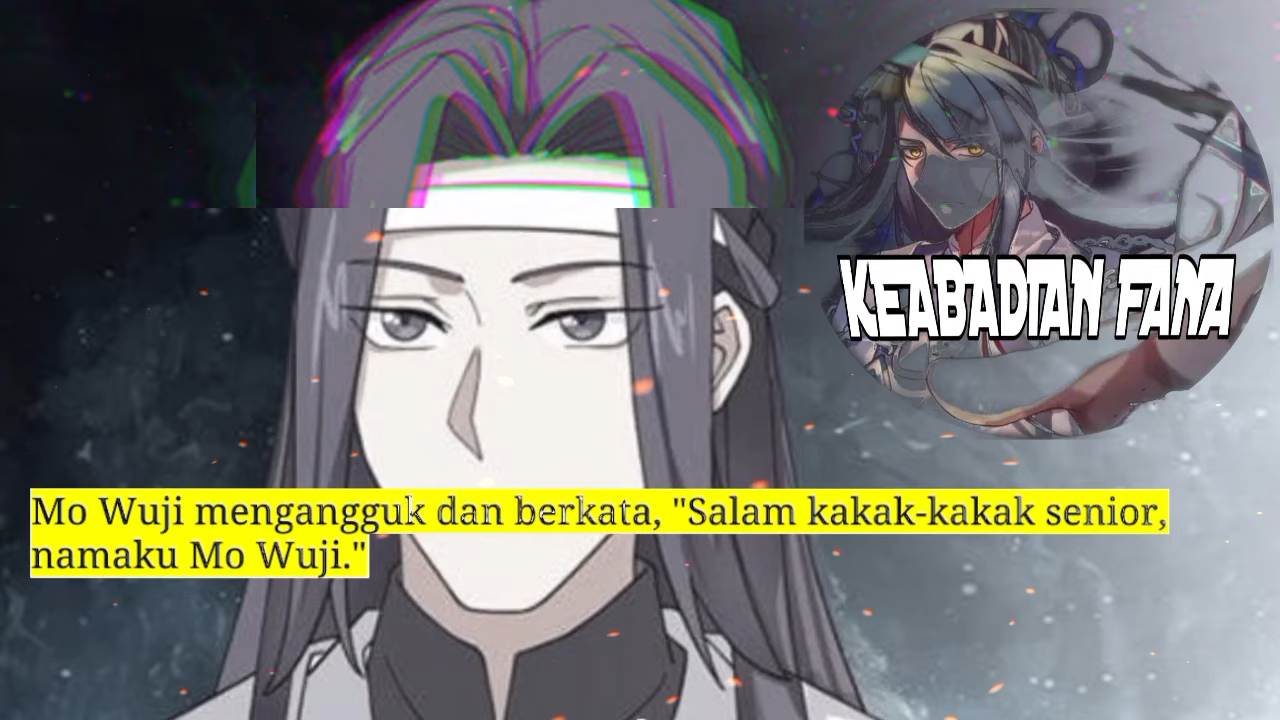 KEABADIAN FANA
Mo Wuji mengangguk dan berkata, "Salam kakak-kakak senior,
namaku Mo Wuji."